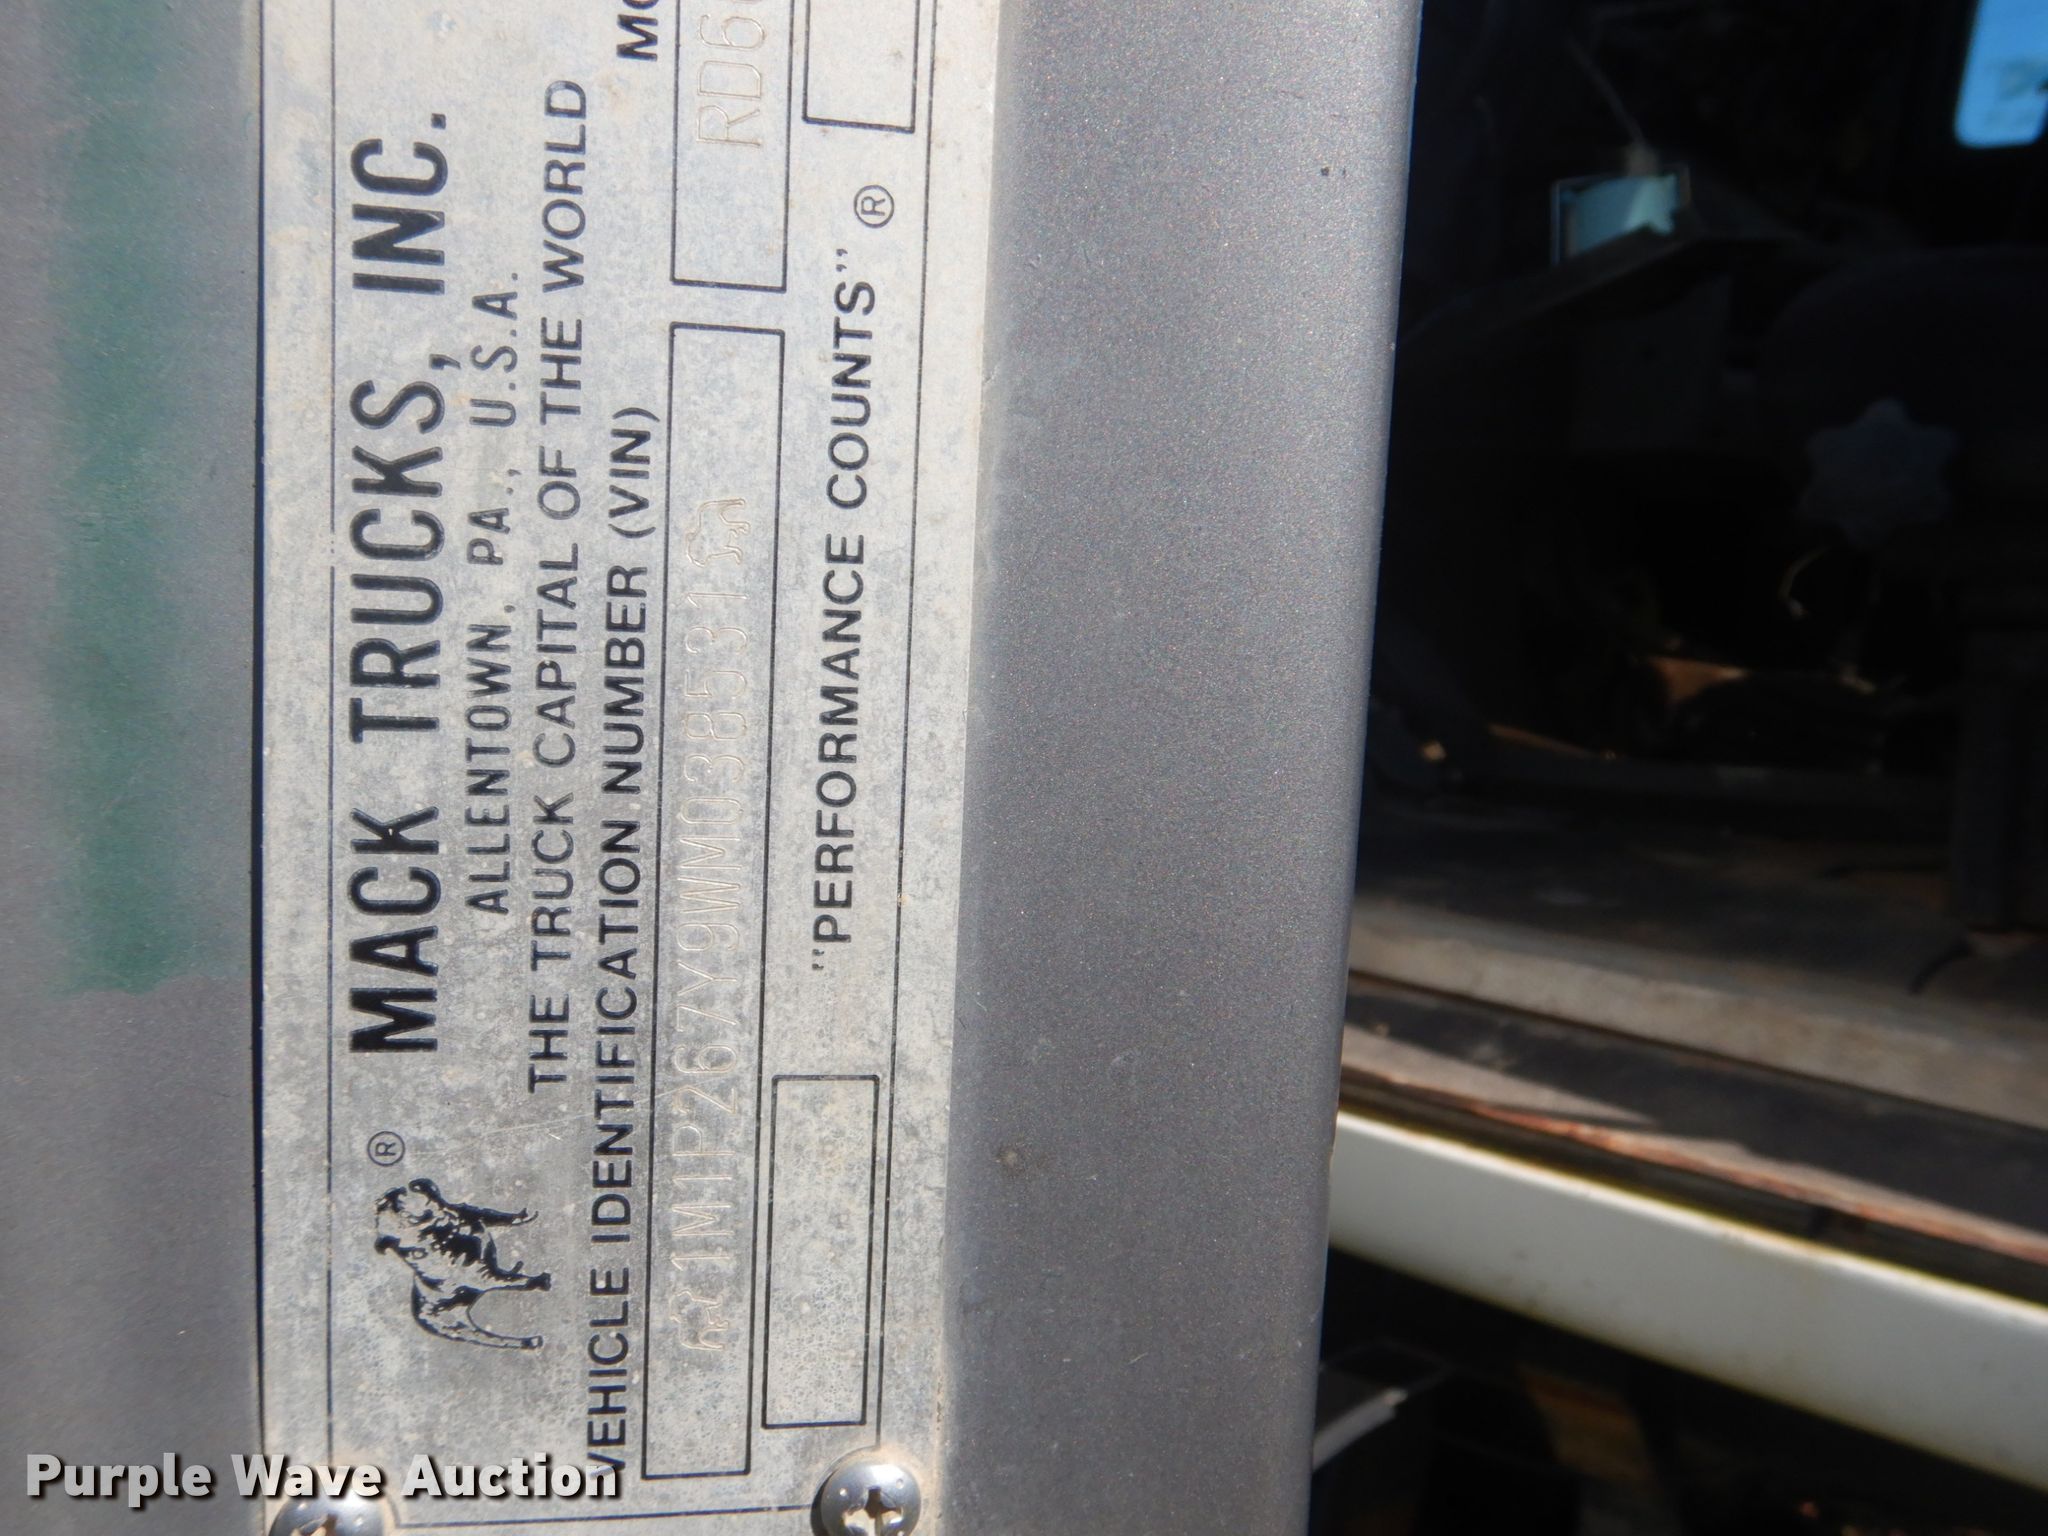 MACK TRUCKS, INC.
®
ALLENTOWN, PA., U.S.A.
THE TRUCK CAPITAL OF THE WORLD
VEHICLE IDENTIFICATION NUMBER (VIN)
1M1P267Y9WM038531
RD6
"PERFORMANCE COUNTS" ®
Purple Wave Auction